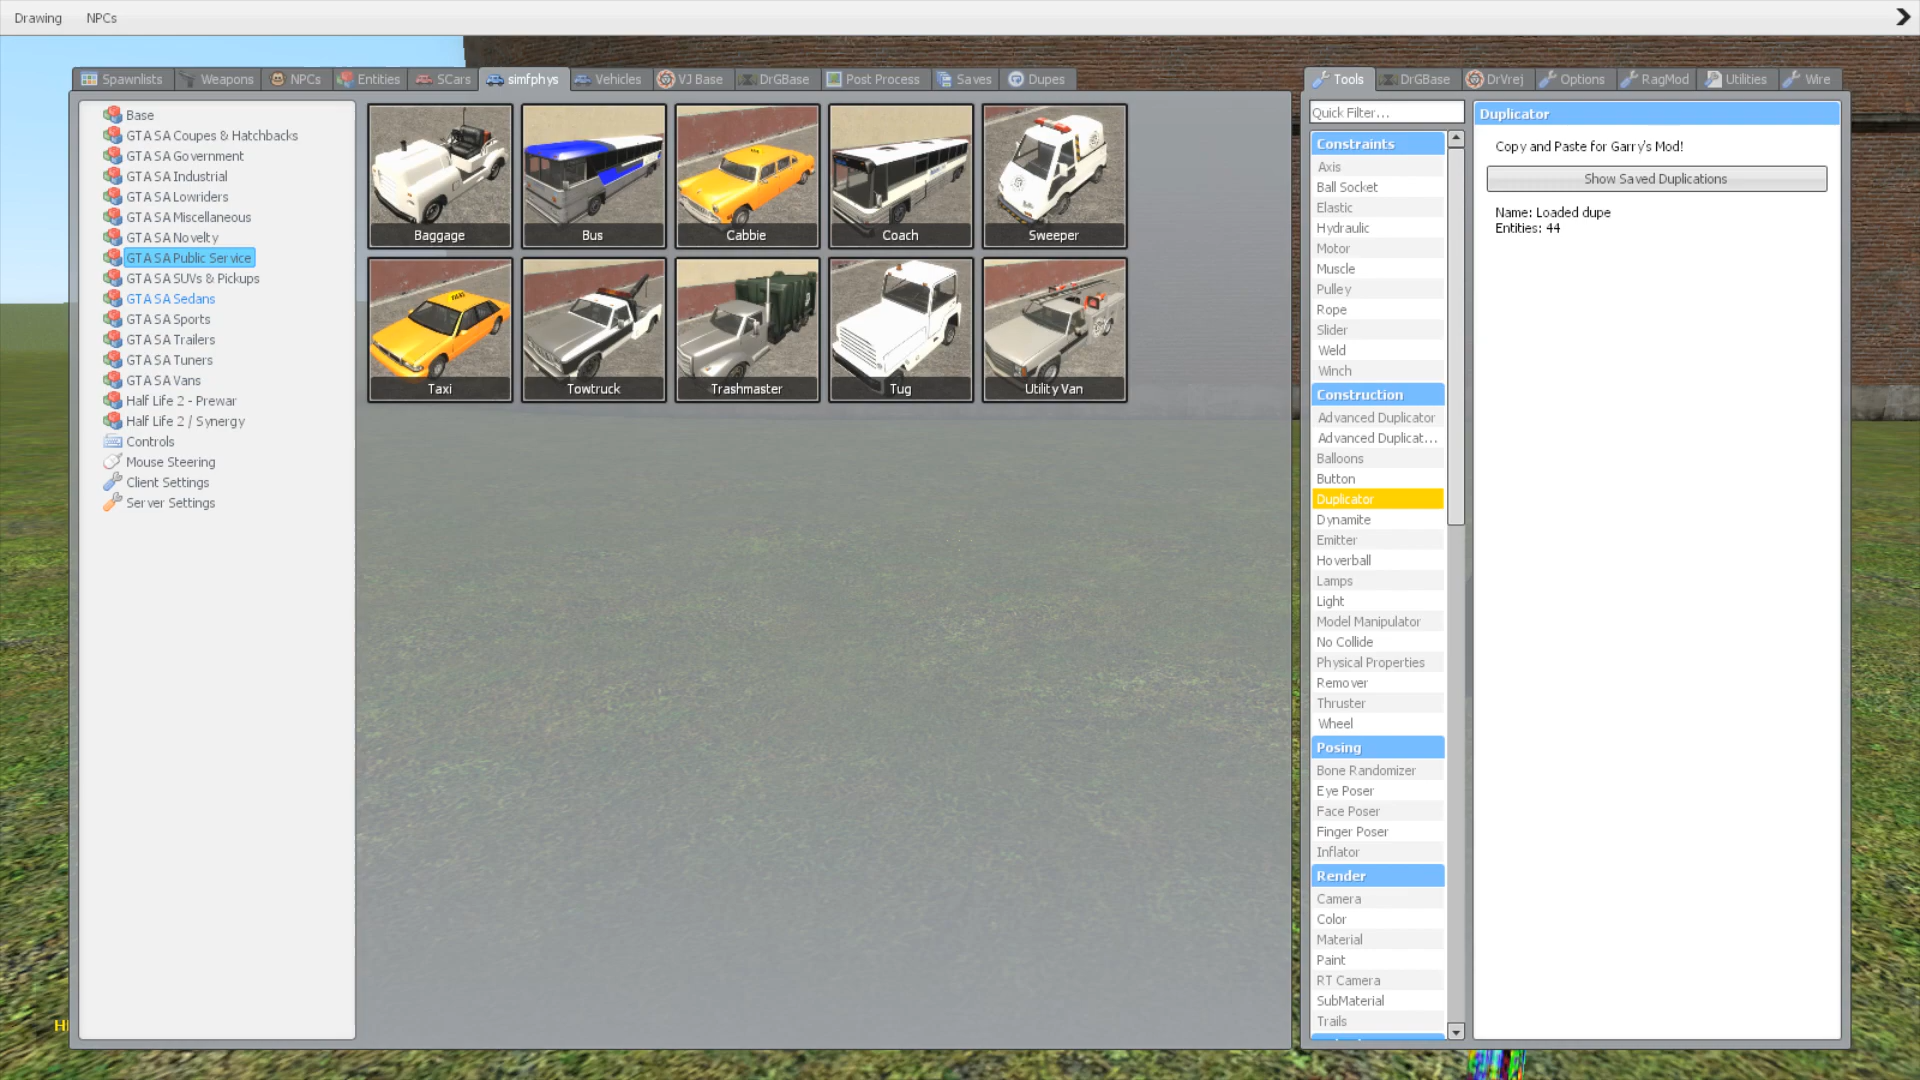 Drawing NPCs
Spawnlists Weapons NPCs Entities SCars simfphys Vehicles VJ Base DrGBase Post Process Saves Dupes
Base
GTA SA Coupes & Hatchbacks
GTA SA Government
GTA SA Industrial
GTA SA Lowriders
GTA SA Miscellaneous
GTA SA Novelty
GTA SA Public Service
GTA SA SUVs & Pickups
GTA SA Sedans
GTA SA Sports
GTA SA Trailers
GTA SA Tuners
GTA SA Vans
Half Life 2 - Prewar
Half Life 2 / Synergy
Controls
Mouse Steering
Client Settings
Server Settings
Baggage Bus Cabbie Coach Sweeper
Taxi Towtruck Trashmaster Tug Utility Van
Tools DrGBase DrVrej Options RagMod Utilities Wire
Quick Filter...
Constraints
Axis
Ball Socket
Elastic
Hydraulic
Motor
Muscle
Pulley
Rope
Slider
Weld
Winch
Construction
Advanced Duplicator
Advanced Duplicat...
Balloons
Button
Duplicator
Dynamite
Emitter
Hoverball
Lamps
Light
Model Manipulator
No Collide
Physical Properties
Remover
Thruster
Wheel
Posing
Bone Randomizer
Eye Poser
Face Poser
Finger Poser
Inflator
Render
Camera
Color
Material
Paint
RT Camera
SubMaterial
Trails
Duplicator
Copy and Paste for Garry's Mod!
Show Saved Duplications
Name: Loaded dupe
Entities: 44